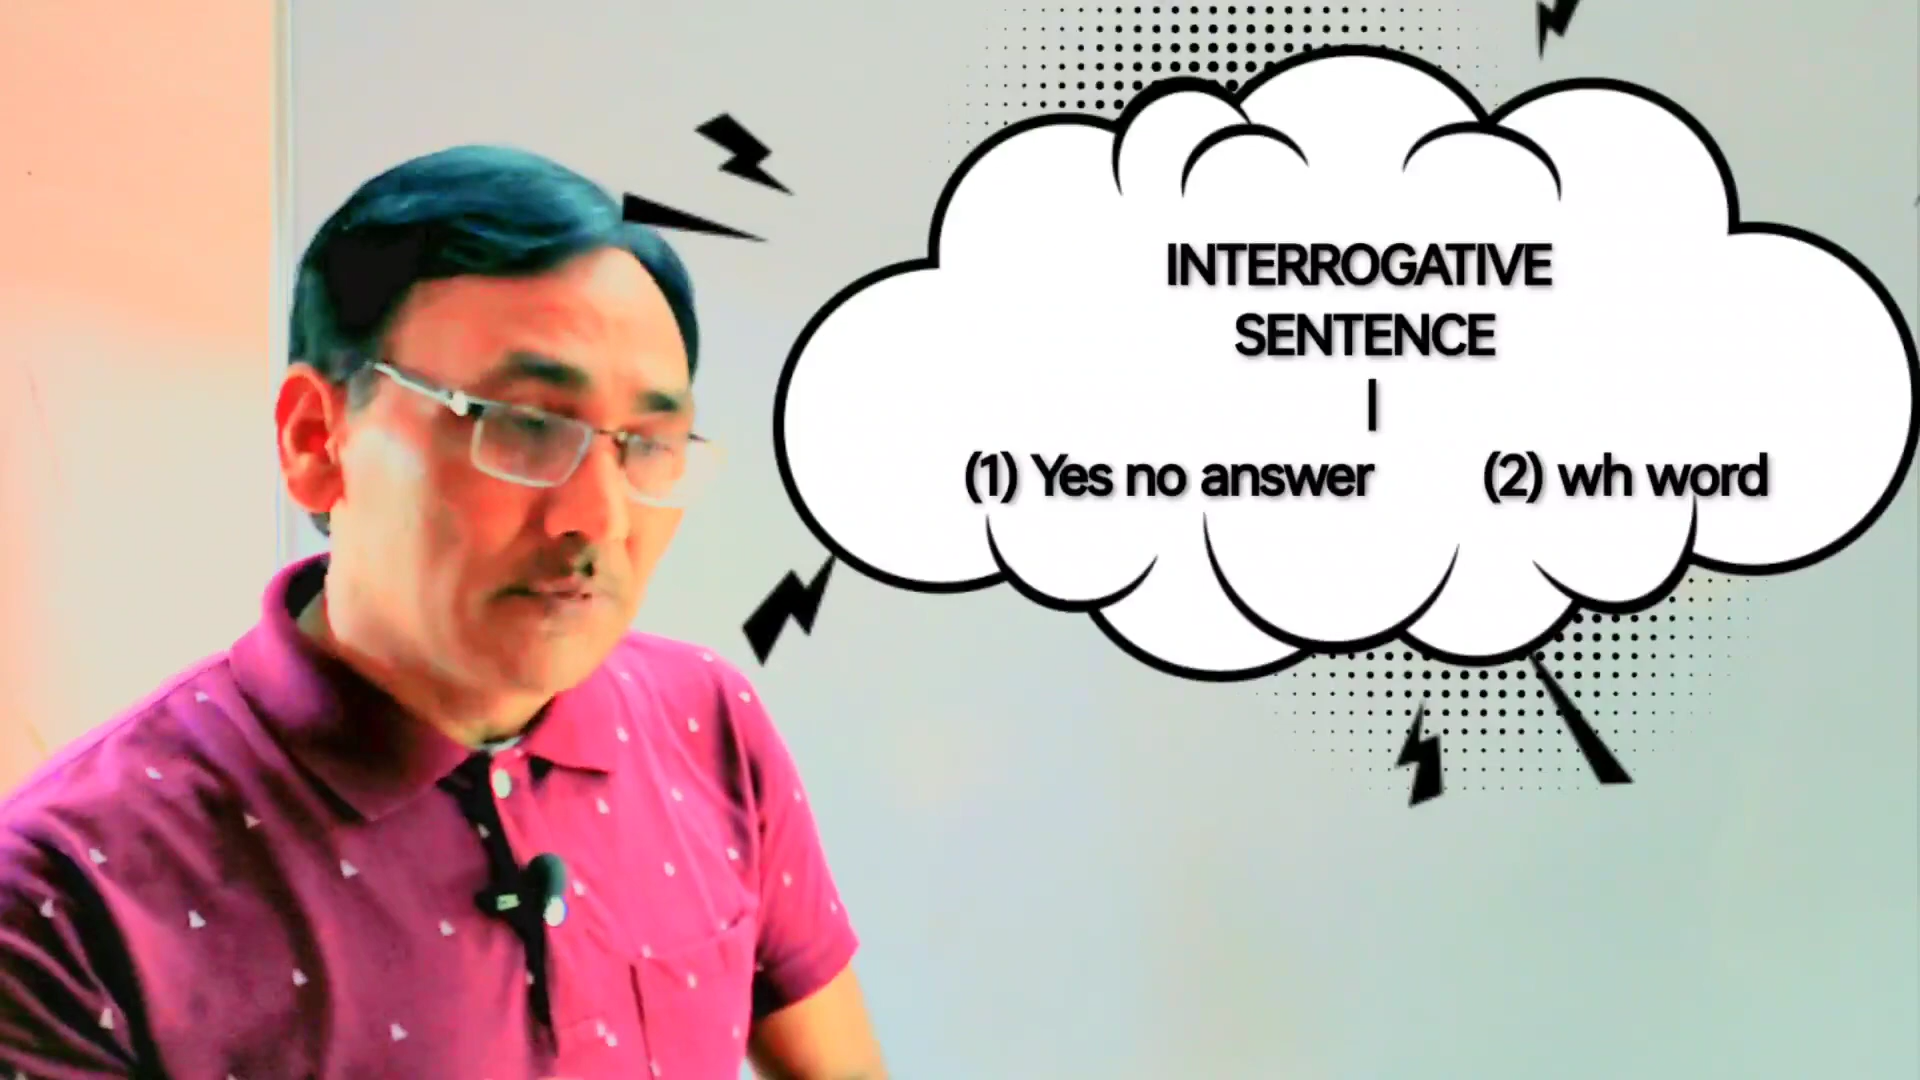 INTERROGATIVE
SENTENCE
|
(1) Yes no answer (2) wh word